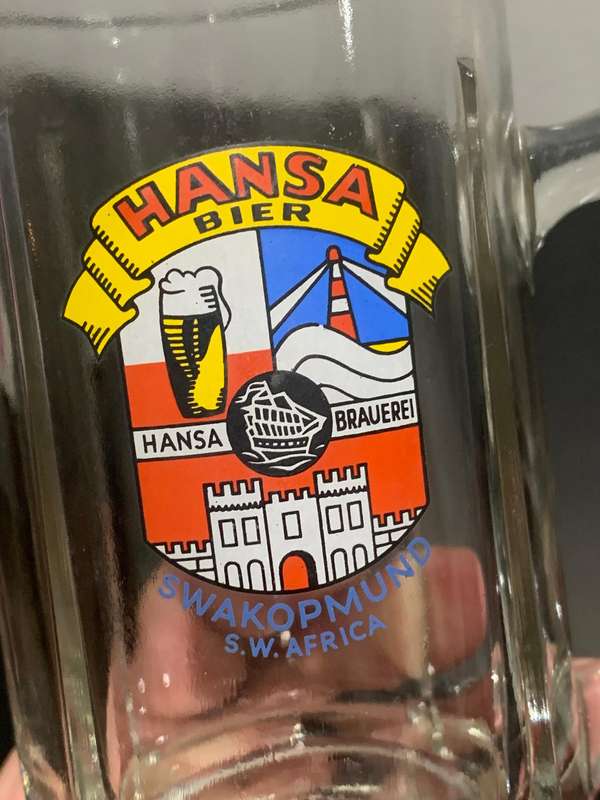 HANSA
BIER
HANSA BRAUEREI
SWAKOPMUND
S.W. AFRICA